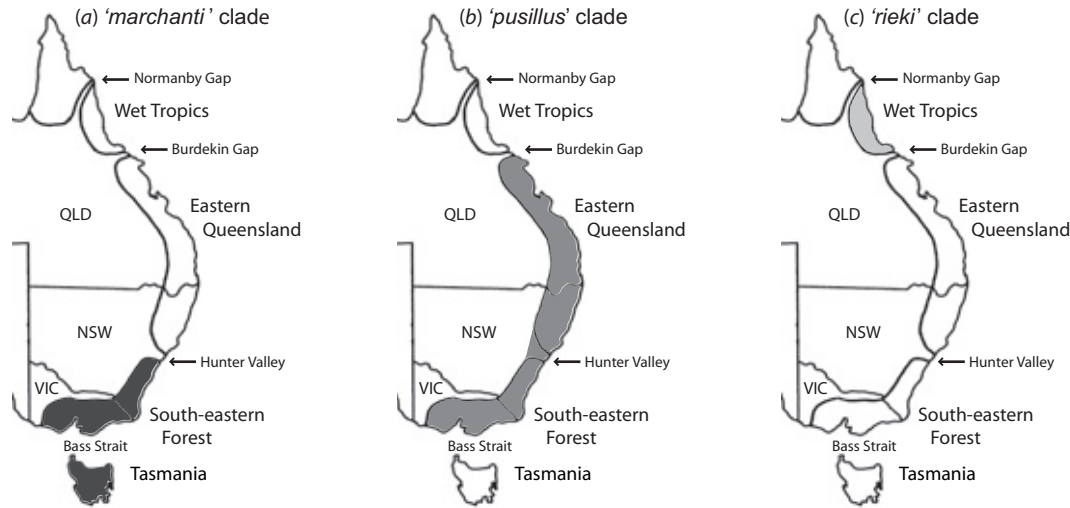 (a) ‘marchanti’ clade
Normanby Gap
Wet Tropics
Burdekin Gap
QLD
Eastern
Queensland
NSW
Hunter Valley
VIC
South-eastern
Forest
Bass Strait
Tasmania
(b) ‘pusillus’ clade
Normanby Gap
Wet Tropics
Burdekin Gap
QLD
Eastern
Queensland
NSW
Hunter Valley
VIC
South-eastern
Forest
Bass Strait
Tasmania
(c) ‘rieki’ clade
Normanby Gap
Wet Tropics
Burdekin Gap
QLD
Eastern
Queensland
NSW
Hunter Valley
VIC
South-eastern
Forest
Bass Strait
Tasmania